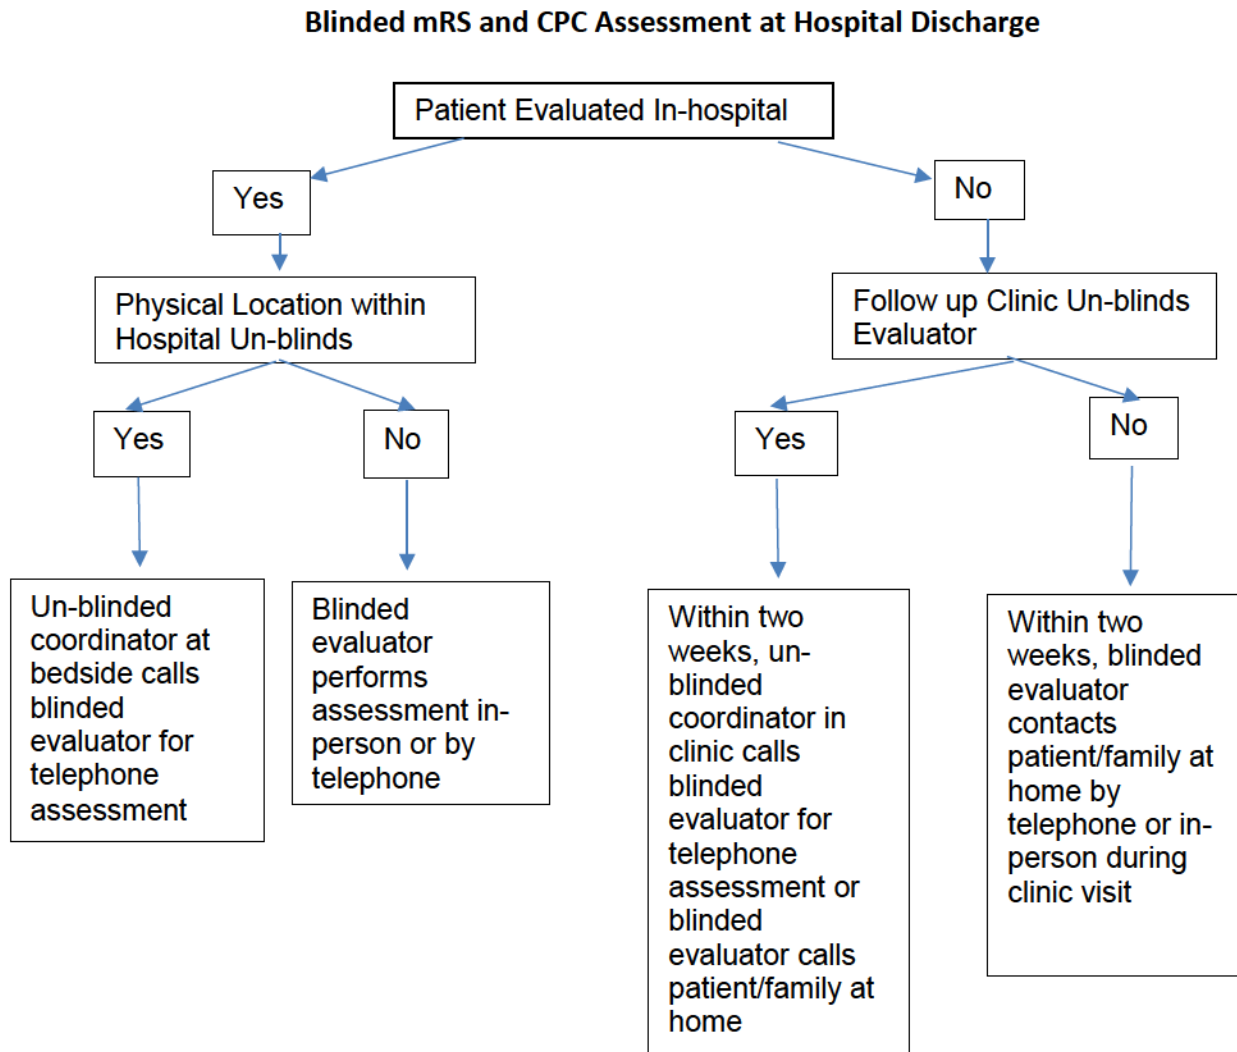 Blinded mRS and CPC Assessment at Hospital Discharge
Patient Evaluated In-hospital
Yes
No
Physical Location within
Hospital Un-blinds
Follow up Clinic Un-blinds
Evaluator
Yes
No
Yes
No
Un-blinded
coordinator at
bedside calls
blinded
evaluator for
telephone
assessment
Blinded
evaluator
performs
assessment in-
person or by
telephone
Within two
weeks, un-
blinded
coordinator in
clinic calls
blinded
evaluator for
telephone
assessment or
blinded
evaluator calls
patient/family at
home
Within two
weeks, blinded
evaluator
contacts
patient/family at
home by
telephone or in-
person during
clinic visit